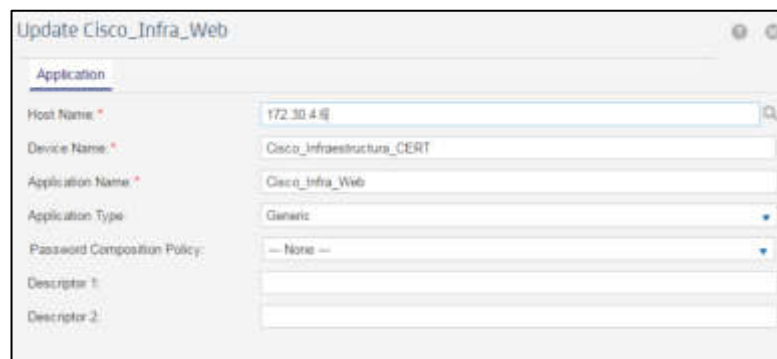 Update Cisco_Infra_Web
Application
Host Name: *
172.30.4.6
Device Name: *
Cisco_Infraestructura_CERT
Application Name: *
Cisco_Infra_Web
Application Type:
Generic
Password Composition Policy:
--- None ---
Descriptor 1:
Descriptor 2: